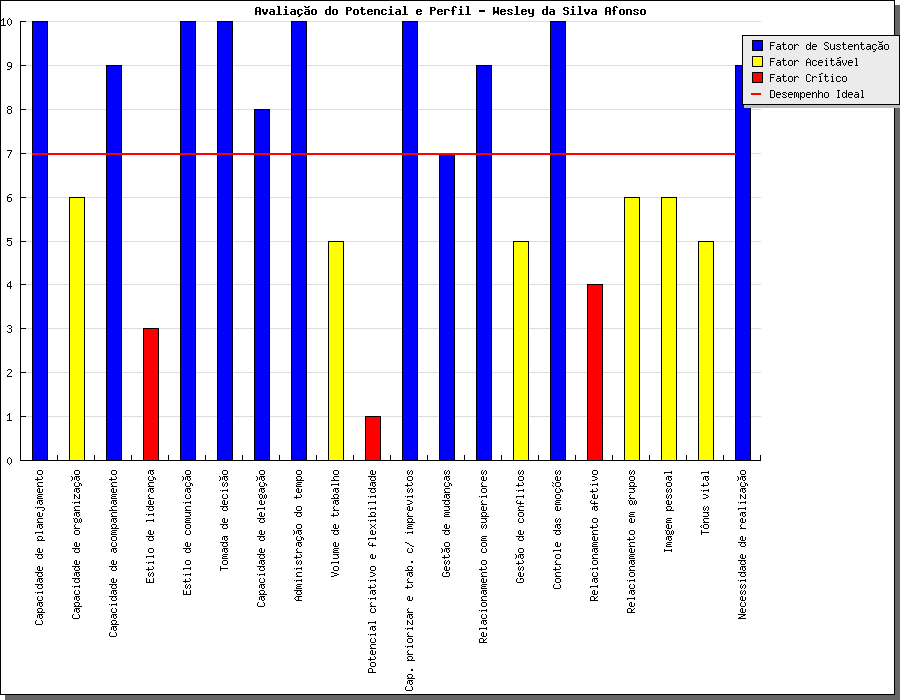 Avaliação do Potencial e Perfil - Wesley da Silva Afonso
Fator de Sustentação
Fator Aceitável
Fator Crítico
Desempenho Ideal
10
9
8
7
6
5
4
3
2
1
0
Capacidade de planejamento
Capacidade de organização
Capacidade de acompanhamento
Estilo de liderança
Estilo de comunicação
Tomada de decisão
Capacidade de delegação
Administração do tempo
Volume de trabalho
Potencial criativo e flexibilidade
Cap. priorizar e trab. c/ imprevistos
Gestão de mudanças
Relacionamento com superiores
Gestão de conflitos
Controle das emoções
Relacionamento afetivo
Relacionamento em grupos
Imagem pessoal
Tônus vital
Necessidade de realização